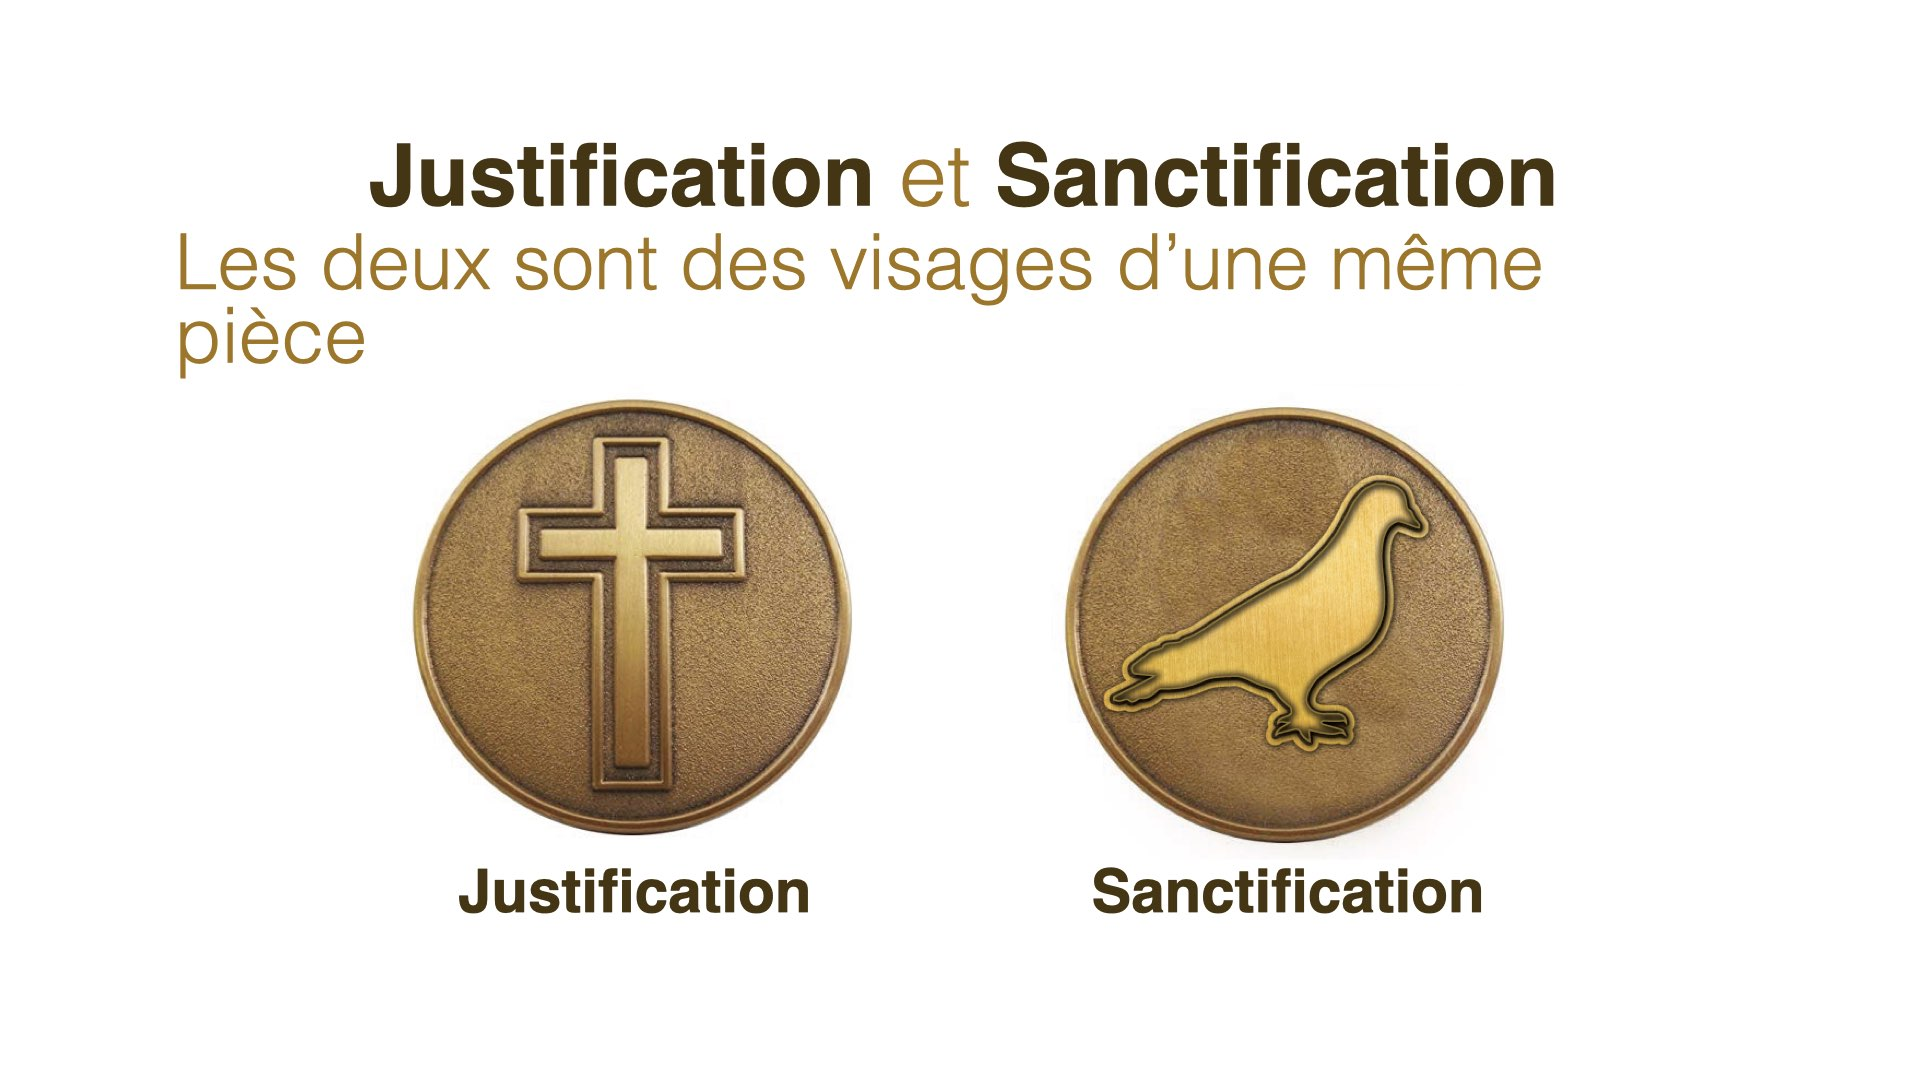 Justification et Sanctification
Les deux sont des visages d’une même
pièce
Justification
Sanctification